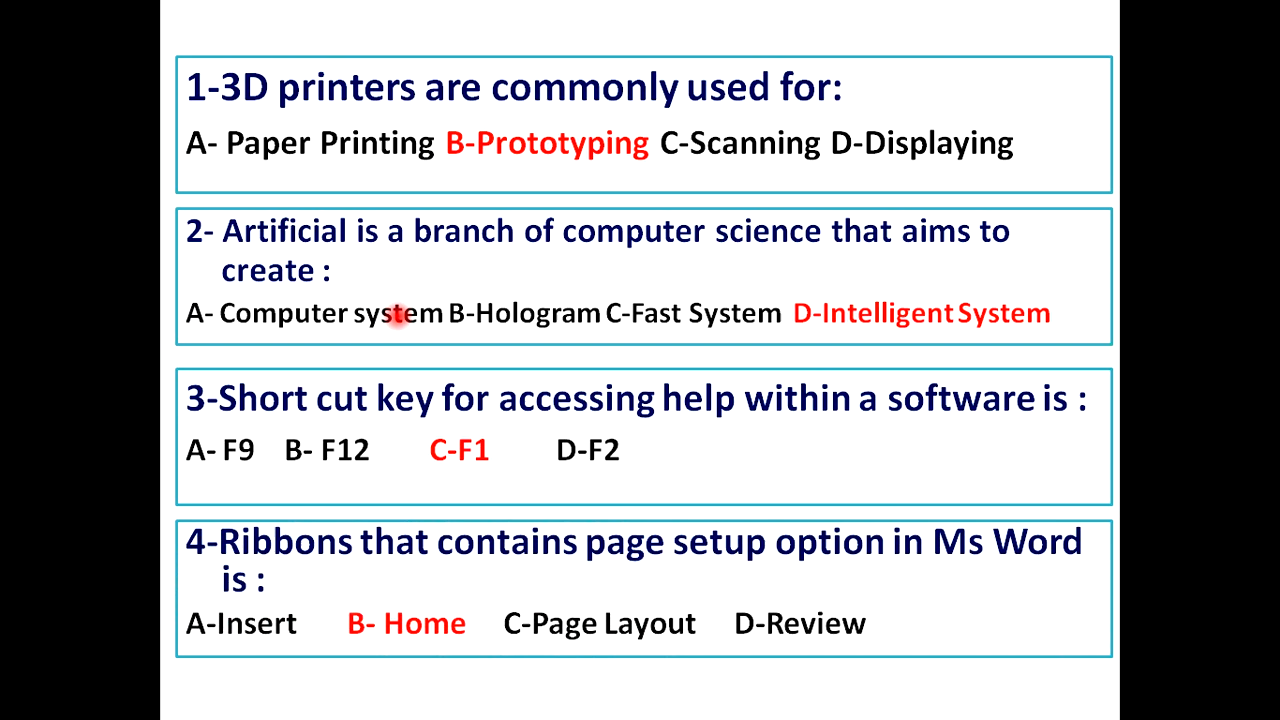 1-3D printers are commonly used for:
A- Paper Printing B-Prototyping C-Scanning D-Displaying
2- Artificial is a branch of computer science that aims to
create :
A- Computer system B-Hologram C-Fast System D-Intelligent System
3-Short cut key for accessing help within a software is :
A- F9 B- F12 C-F1 D-F2
4-Ribbons that contains page setup option in Ms Word
is :
A-Insert B- Home C-Page Layout D-Review